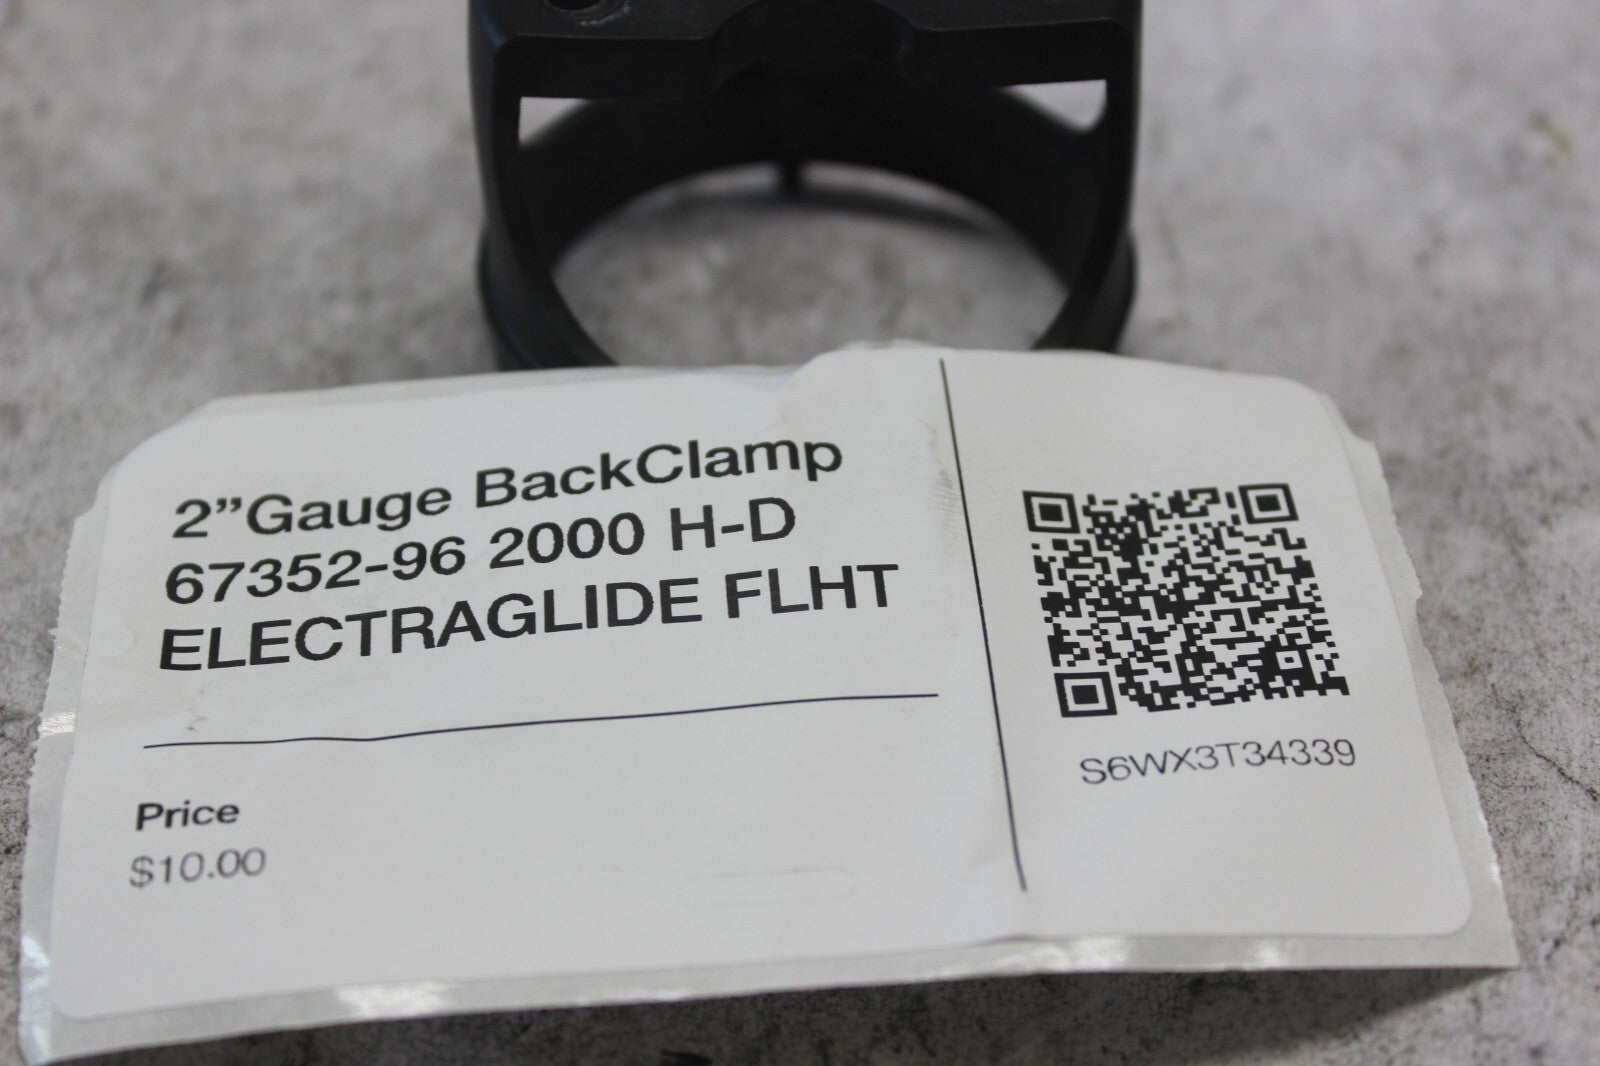 2”Gauge BackClamp
67352-96 2000 H-D
ELECTRAGLIDE FLHT
Price
$10.00
S6WX3T34339